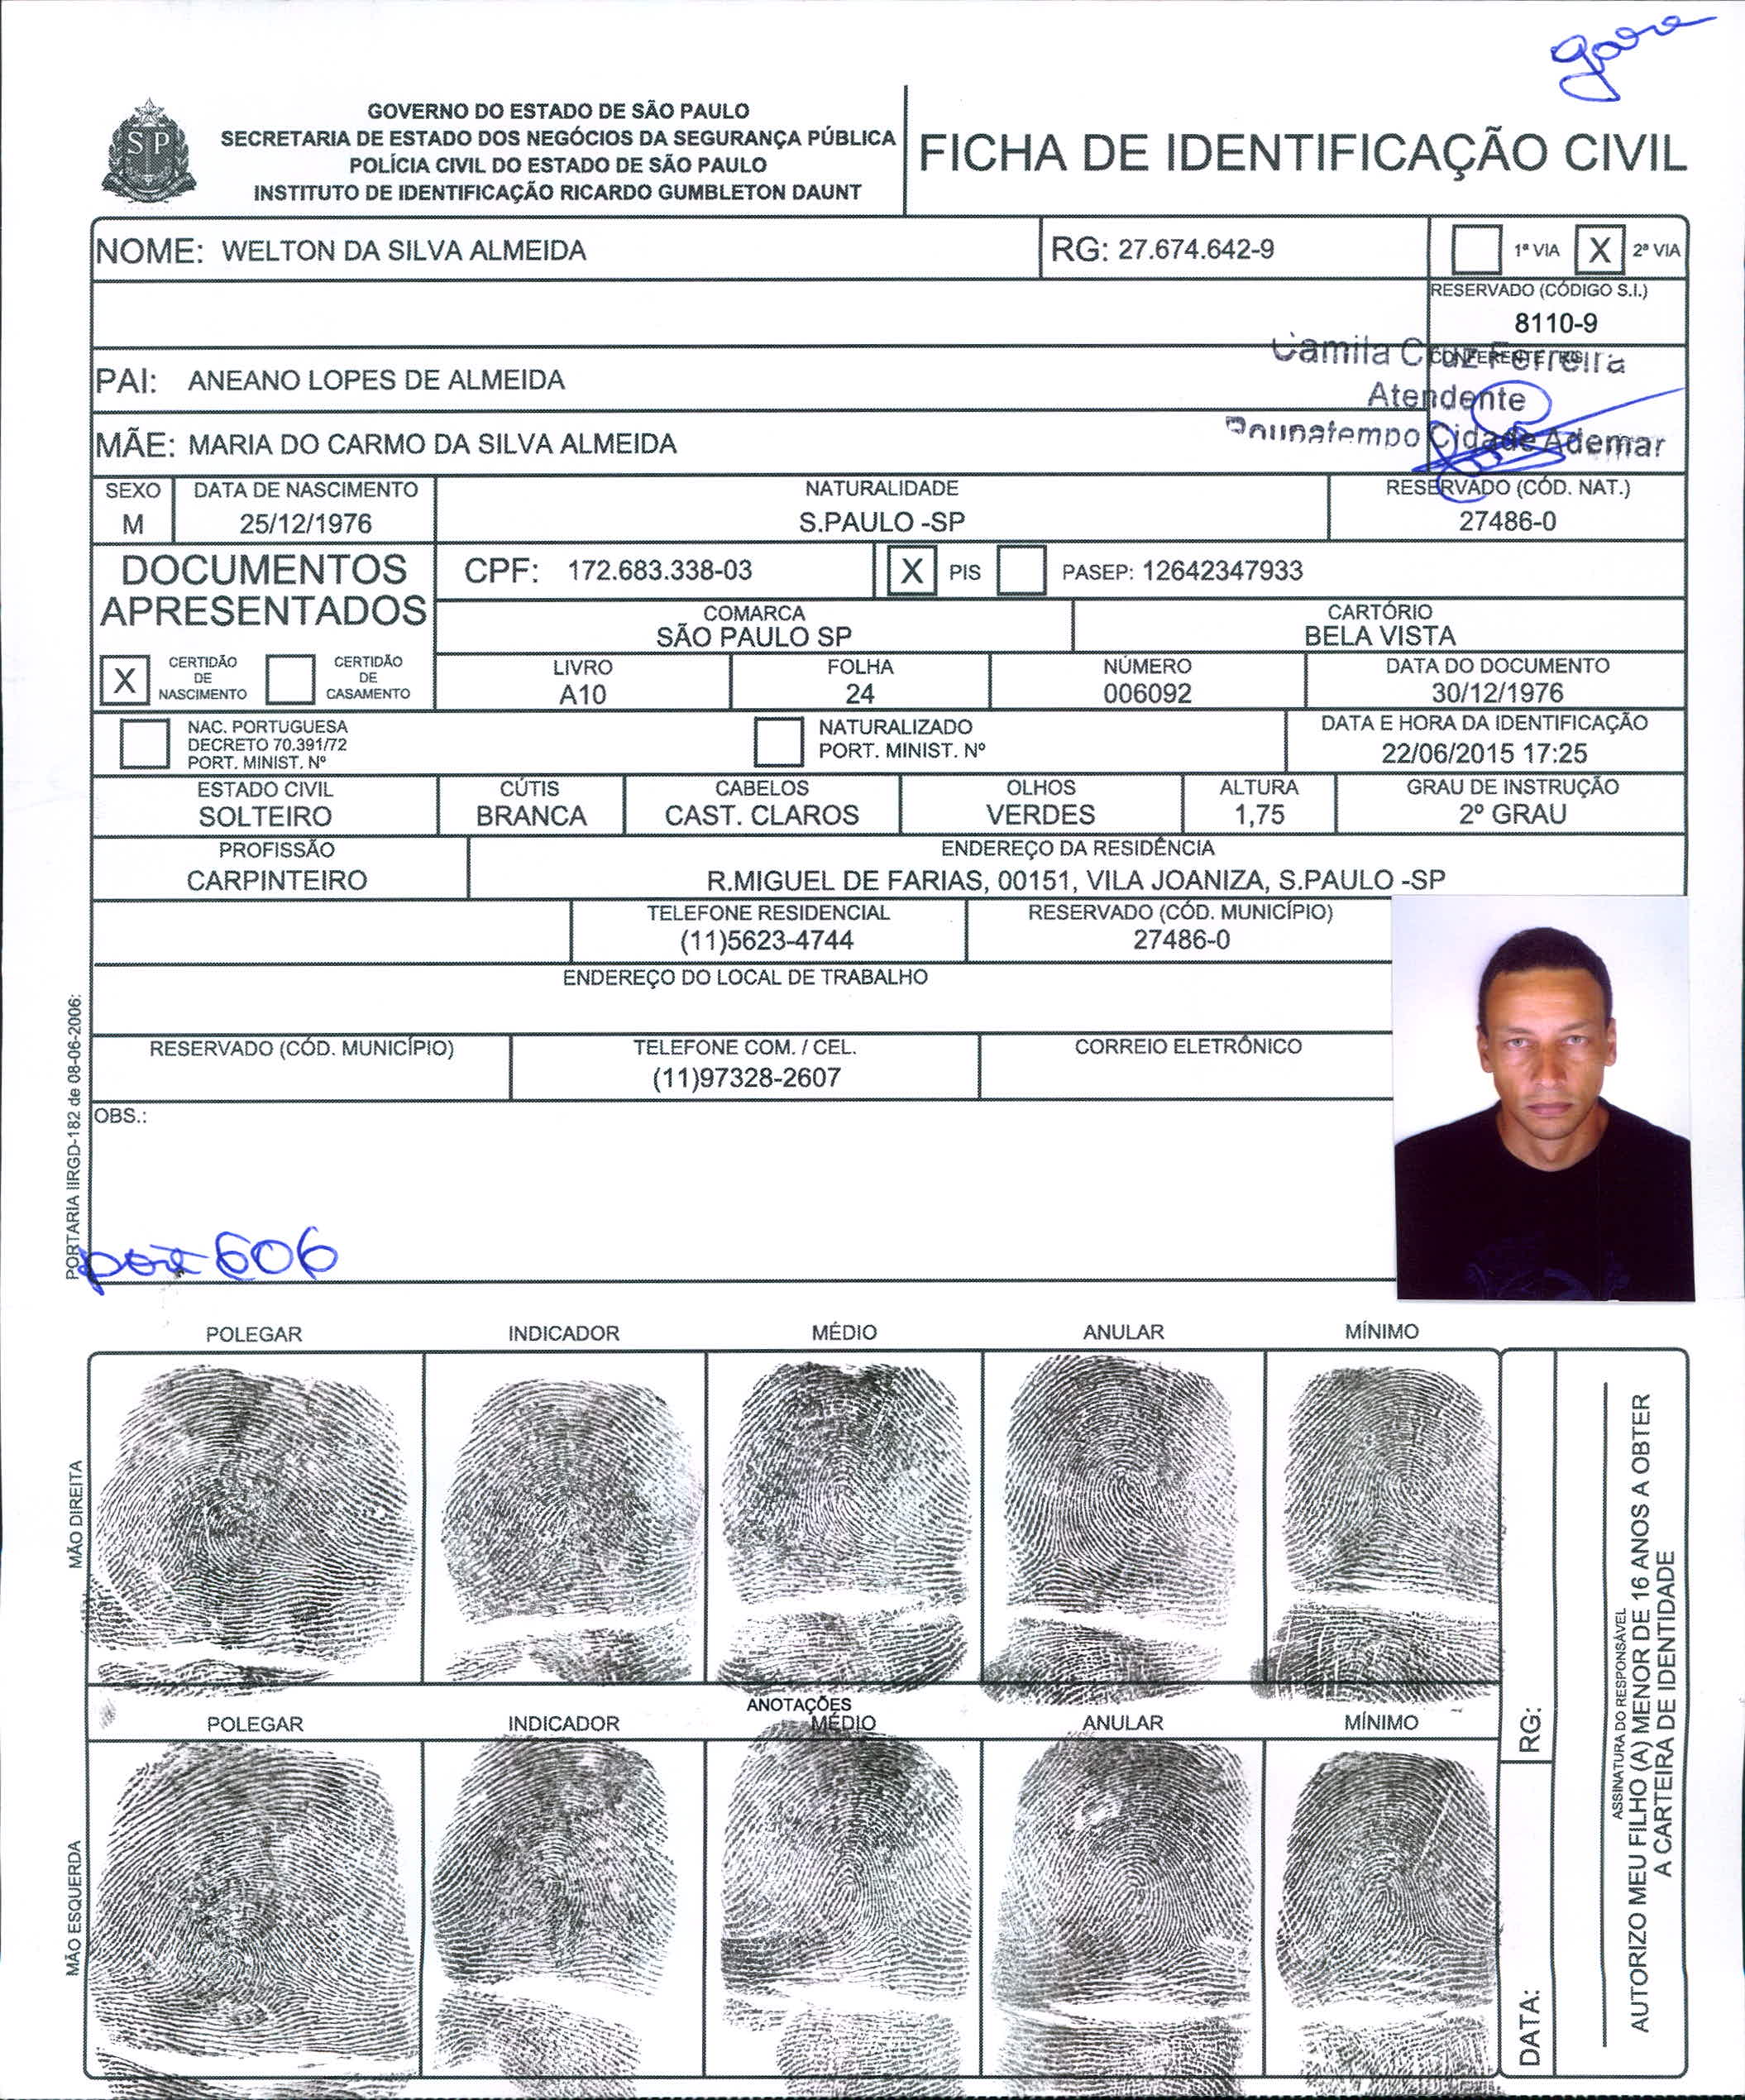 gare
GOVERNO DO ESTADO DE SÃO PAULO
SECRETARIA DE ESTADO DOS NEGÓCIOS DA SEGURANÇA PÚBLICA
POLÍCIA CIVIL DO ESTADO DE SÃO PAULO
INSTITUTO DE IDENTIFICAÇÃO RICARDO GUMBLETON DAUNT
SP
FICHA DE IDENTIFICAÇÃO CIVIL
NOME: WELTON DA SILVA ALMEIDA
RG: 27.674.642-9
1ª VIA X 2ª VIA
RESERVADO (CÓDIGO S.I.)
8110-9
CONFERENTE / RG
Camila Cruz Ferreira
Atendente
Poupatempo Cidade Ademar
PAI: ANEANO LOPES DE ALMEIDA
MÃE: MARIA DO CARMO DA SILVA ALMEIDA
SEXO
M
DATA DE NASCIMENTO
25/12/1976
NATURALIDADE
S.PAULO -SP
RESERVADO (CÓD. NAT.)
27486-0
DOCUMENTOS
APRESENTADOS
CPF: 172.683.338-03
X PIS PASEP: 12642347933
COMARCA
SÃO PAULO SP
CARTÓRIO
BELA VISTA
X CERTIDÃO
DE
NASCIMENTO
CERTIDÃO
DE
CASAMENTO
LIVRO
A10
FOLHA
24
NÚMERO
006092
DATA DO DOCUMENTO
30/12/1976
NAC. PORTUGUESA
DECRETO 70.391/72
PORT. MINIST. Nº
NATURALIZADO
PORT. MINIST. Nº
DATA E HORA DA IDENTIFICAÇÃO
22/06/2015 17:25
ESTADO CIVIL
SOLTEIRO
CÚTIS
BRANCA
CABELOS
CAST. CLAROS
OLHOS
VERDES
ALTURA
1,75
GRAU DE INSTRUÇÃO
2º GRAU
PROFISSÃO
CARPINTEIRO
ENDEREÇO DA RESIDÊNCIA
R.MIGUEL DE FARIAS, 00151, VILA JOANIZA, S.PAULO -SP
TELEFONE RESIDENCIAL
(11)5623-4744
RESERVADO (CÓD. MUNICÍPIO)
27486-0
ENDEREÇO DO LOCAL DE TRABALHO
RESERVADO (CÓD. MUNICÍPIO)
TELEFONE COM. / CEL.
(11)97328-2607
CORREIO ELETRÔNICO
OBS.:
606
PORTARIA IIRGD-182 de 08-06-2006:
POLEGAR INDICADOR MÉDIO ANULAR MÍNIMO
MÃO DIREITA
ANOTAÇÕES
POLEGAR INDICADOR MÉDIO ANULAR MÍNIMO
MÃO ESQUERDA
RG:
DATA:
ASSINATURA DO RESPONSÁVEL
AUTORIZO MEU FILHO (A) MENOR DE 16 ANOS A OBTER
A CARTEIRA DE IDENTIDADE